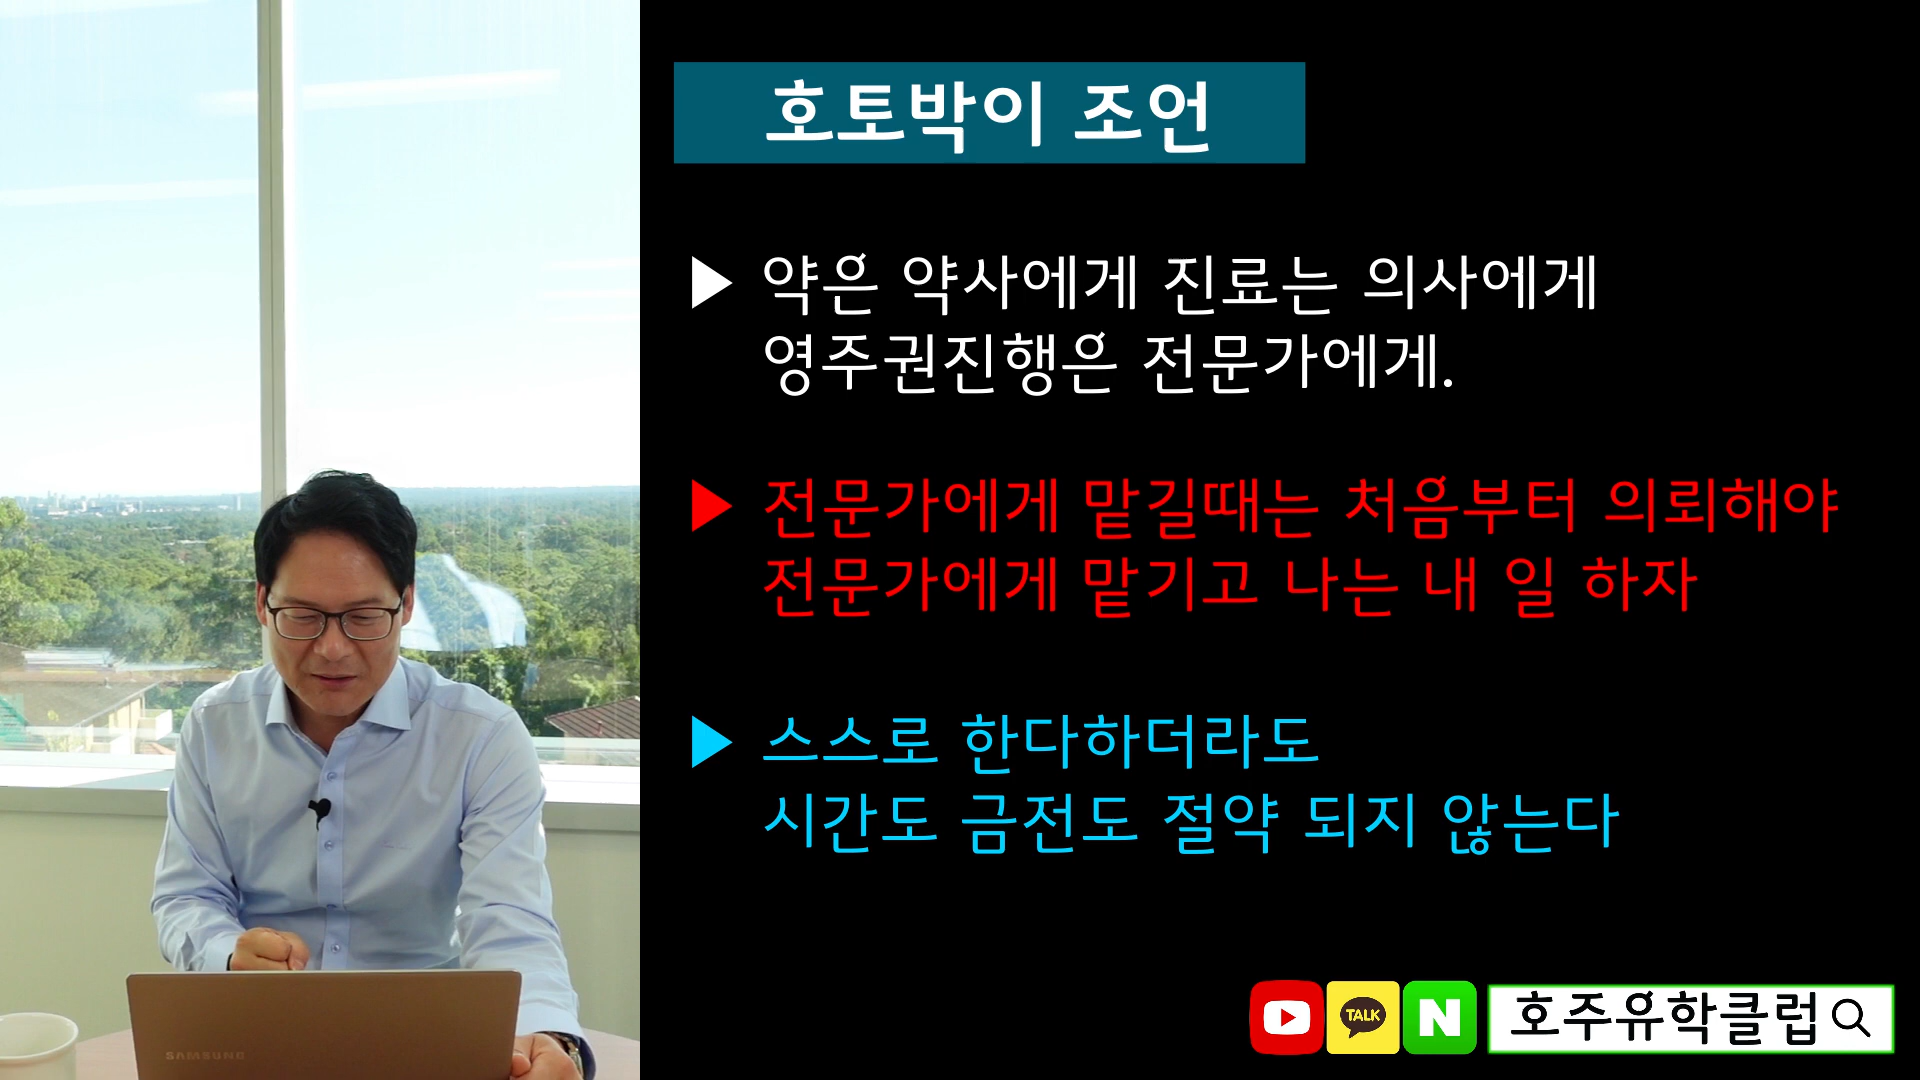 호토박이 조언
▶ 약은 약사에게 진료는 의사에게
영주권진행은 전문가에게.
▶ 전문가에게 맡길때는 처음부터 의뢰해야
전문가에게 맡기고 나는 내 일 하자
▶ 스스로 한다하더라도
시간도 금전도 절약 되지 않는다
SAMSUNG
TALK
N
호주유학클럽